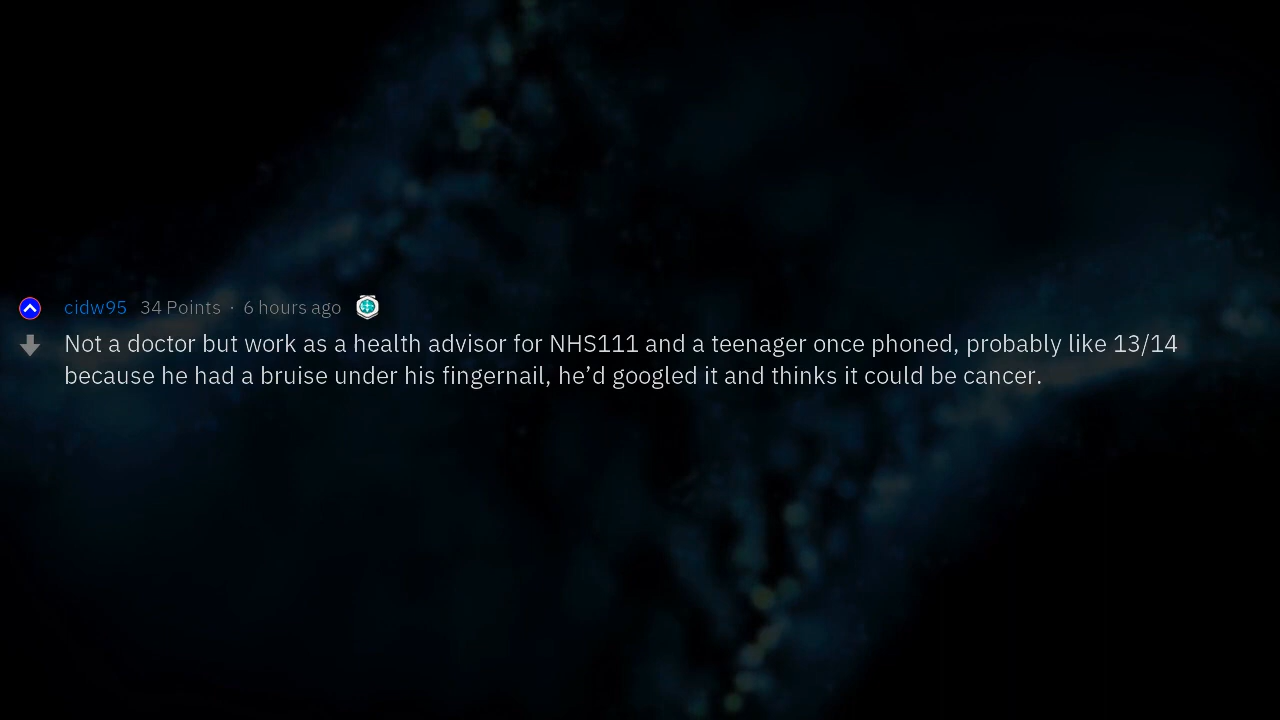 cidw95 34 Points · 6 hours ago
Not a doctor but work as a health advisor for NHS111 and a teenager once phoned, probably like 13/14
because he had a bruise under his fingernail, he’d googled it and thinks it could be cancer.